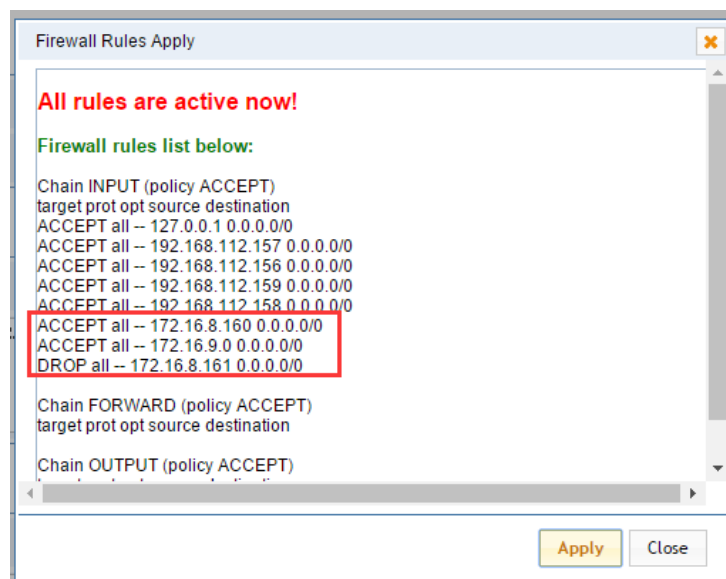 Firewall Rules Apply
All rules are active now!
Firewall rules list below:
Chain INPUT (policy ACCEPT)
target prot opt source destination
ACCEPT all -- 127.0.0.1 0.0.0.0/0
ACCEPT all -- 192.168.112.157 0.0.0.0/0
ACCEPT all -- 192.168.112.156 0.0.0.0/0
ACCEPT all -- 192.168.112.159 0.0.0.0/0
ACCEPT all -- 192.168.112.158 0.0.0.0/0
ACCEPT all -- 172.16.8.160 0.0.0.0/0
ACCEPT all -- 172.16.9.0 0.0.0.0/0
DROP all -- 172.16.8.161 0.0.0.0/0
Chain FORWARD (policy ACCEPT)
target prot opt source destination
Chain OUTPUT (policy ACCEPT)
Apply Close